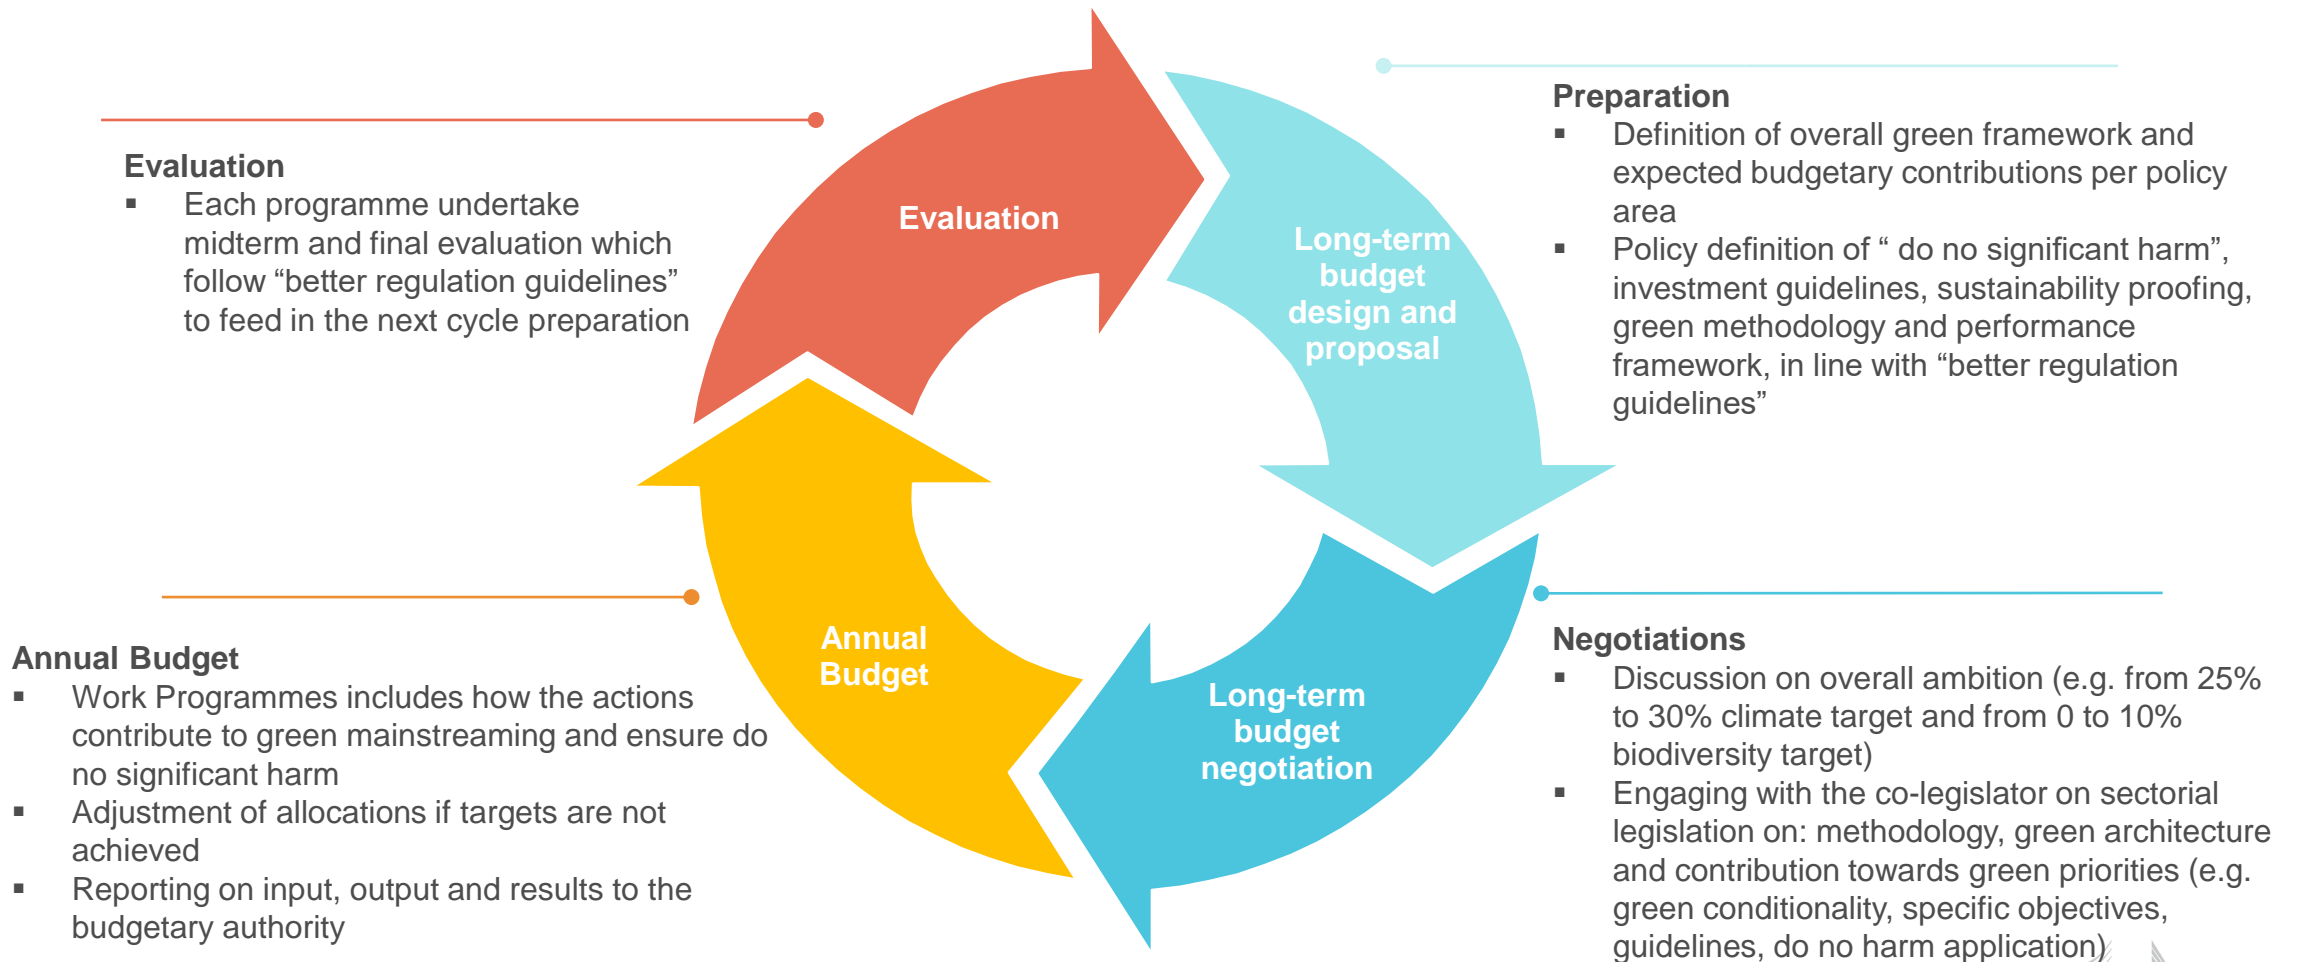 Evaluation
▪ Each programme undertake
midterm and final evaluation which
follow “better regulation guidelines”
to feed in the next cycle preparation
Evaluation
Long-term
budget
design and
proposal
Preparation
▪ Definition of overall green framework and
expected budgetary contributions per policy
area
▪ Policy definition of “ do no significant harm”,
investment guidelines, sustainability proofing,
green methodology and performance
framework, in line with “better regulation
guidelines”
Annual Budget
▪ Work Programmes includes how the actions
contribute to green mainstreaming and ensure do
no significant harm
▪ Adjustment of allocations if targets are not
achieved
▪ Reporting on input, output and results to the
budgetary authority
Annual
Budget
Long-term
budget
negotiation
Negotiations
▪ Discussion on overall ambition (e.g. from 25%
to 30% climate target and from 0 to 10%
biodiversity target)
▪ Engaging with the co-legislator on sectorial
legislation on: methodology, green architecture
and contribution towards green priorities (e.g.
green conditionality, specific objectives,
guidelines, do no harm application)